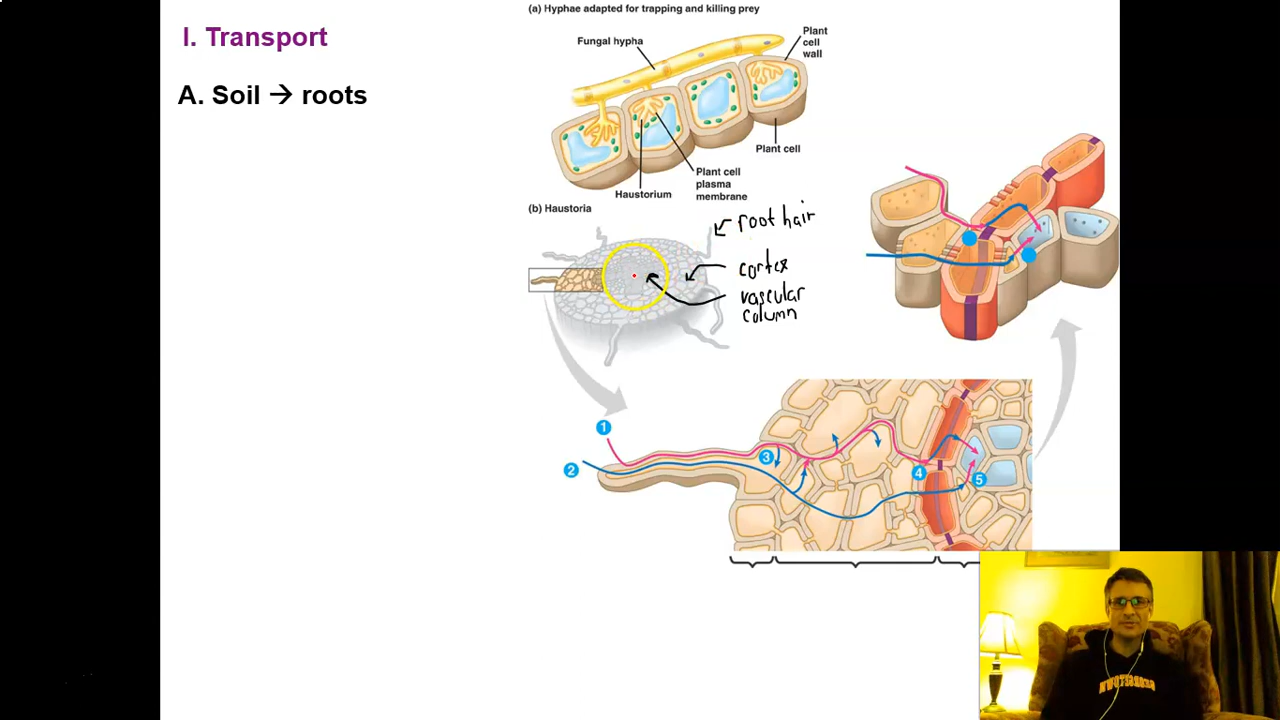 I. Transport
A. Soil → roots
(a) Hyphae adapted for trapping and killing prey
Fungal hypha
Plant
cell
wall
Plant cell
Haustorium
Plant cell
plasma
membrane
(b) Haustoria
root hair
cortex
vascular
column
1
2
3
4
5